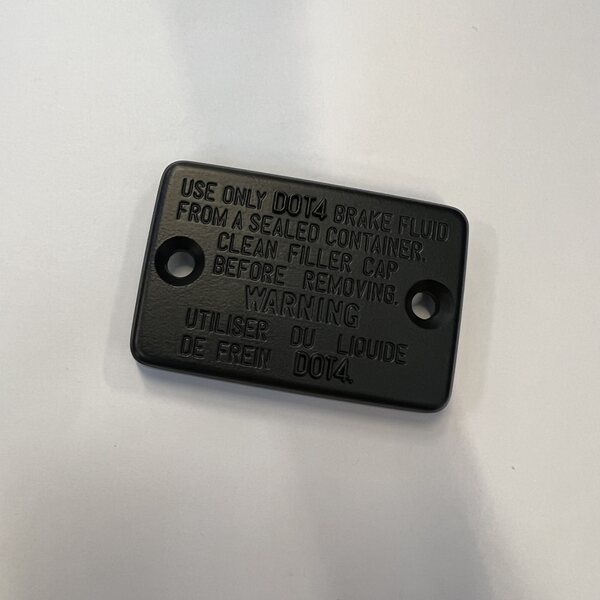 USE ONLY DOT4 BRAKE FLUID
FROM A SEALED CONTAINER.
CLEAN FILLER CAP
BEFORE REMOVING.
WARNING
UTILISER DU LIQUIDE
DE FREIN DOT4.